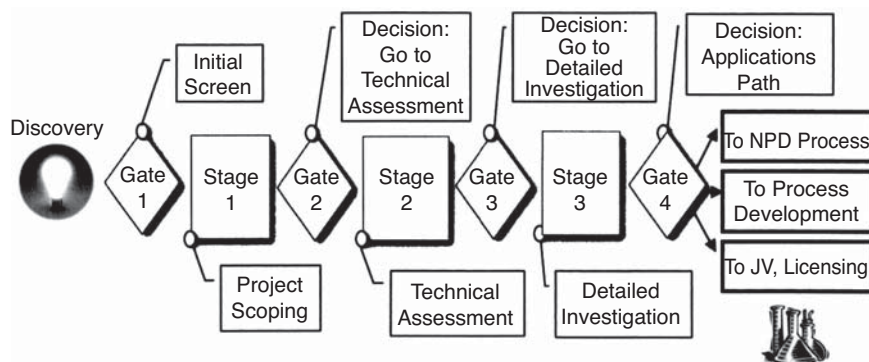 Initial
Screen
Decision:
Go to
Technical
Assessment
Decision:
Go to
Detailed
Investigation
Decision:
Applications
Path
Discovery
Gate
1
Stage
1
Gate
2
Stage
2
Gate
3
Stage
3
Gate
4
To NPD Process
To Process
Development
To JV, Licensing
Project
Scoping
Technical
Assessment
Detailed
Investigation